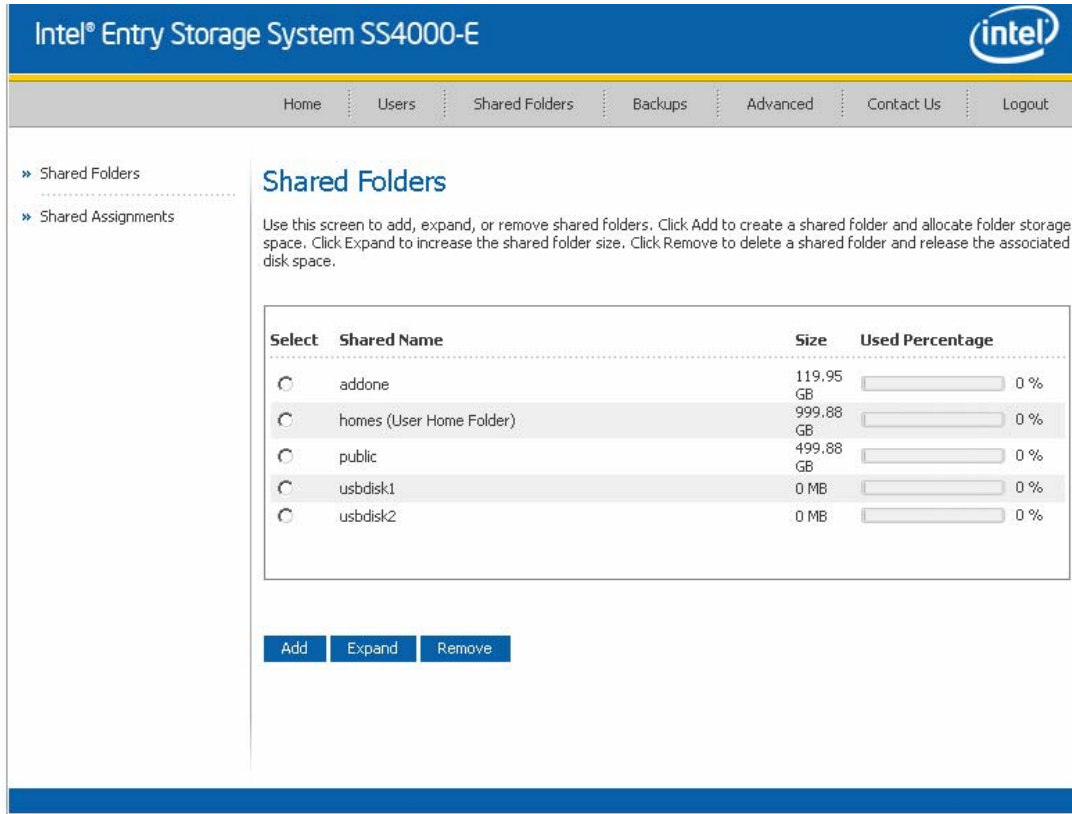 Intel® Entry Storage System SS4000-E
intel
Home Users Shared Folders Backups Advanced Contact Us Logout
» Shared Folders
» Shared Assignments
Shared Folders
Use this screen to add, expand, or remove shared folders. Click Add to create a shared folder and allocate folder storage
space. Click Expand to increase the shared folder size. Click Remove to delete a shared folder and release the associated
disk space.
Select Shared Name Size Used Percentage
addone 119.95 GB 0 %
homes (User Home Folder) 999.88 GB 0 %
public 499.88 GB 0 %
usbdisk1 0 MB 0 %
usbdisk2 0 MB 0 %
Add Expand Remove